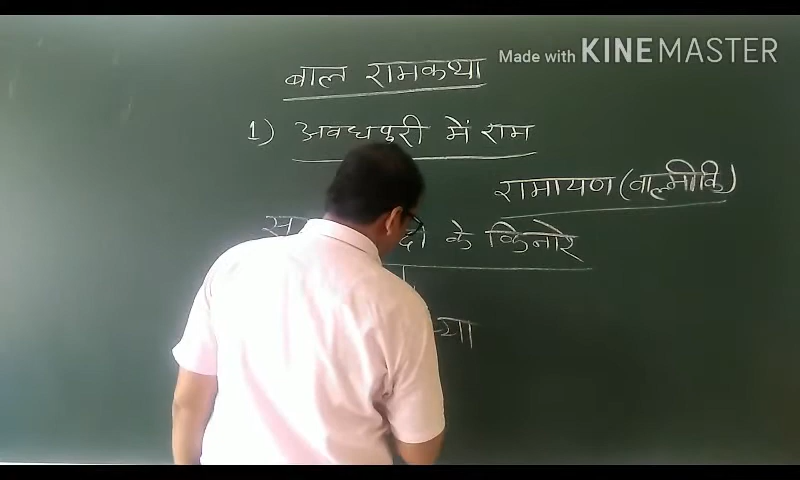 Made with KINEMASTER
बाल रामकथा
1) अवधपुरी में राम
रामायण (वाल्मीकि)
के किनारे